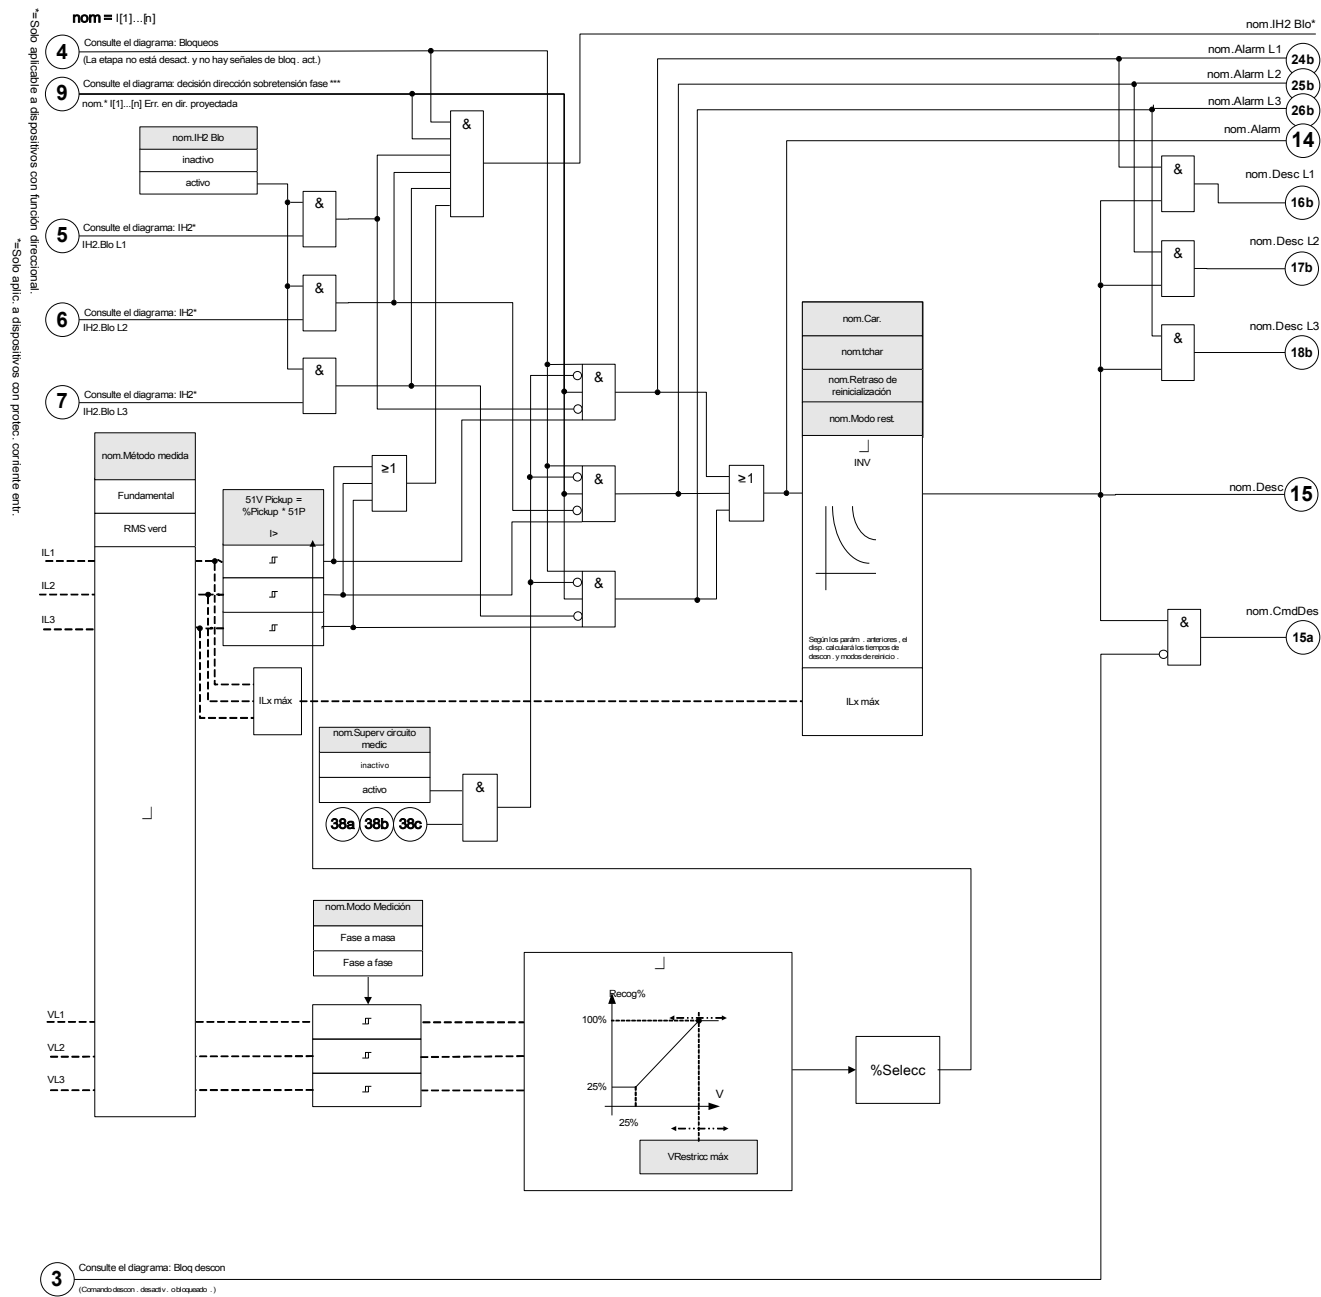 nom = I[1]...[n]
*=Solo aplicable a dispositivos con función direccional.
*=Solo aplic. a dispositivos con protec. corriente entr.
4
Consulte el diagrama: Bloqueos
(La etapa no está desact. y no hay señales de bloq. act.)
9
Consulte el diagrama: decisión dirección sobretensión fase ***
nom.* I[1]...[n] Err. en dir. proyectada
nom.IH2 Blo
inactivo
activo
&
&
&
&
5
Consulte el diagrama: IH2*
IH2.Blo L1
6
Consulte el diagrama: IH2*
IH2.Blo L2
7
Consulte el diagrama: IH2*
IH2.Blo L3
nom.IH2 Blo*
nom.Alarm L1
24b
nom.Alarm L2
25b
nom.Alarm L3
26b
nom.Alarm
14
&
nom.Desc L1
16b
&
nom.Desc L2
17b
&
nom.Desc L3
18b
nom.Car.
nom.tchar
nom.Retraso de
reinicialización
nom.Modo rest.
INV
Según los parám . anteriores , el
disp. calculará los tiempos de
descon . y modos de reinicio .
ILx máx
&
&
&
≥1
≥1
nom.Desc
15
nom.Método medida
Fundamental
RMS verd
51V Pickup =
%Pickup * 51P
I>
IL1
IL2
IL3
ILx máx
nom.CmdDes
&
15a
nom.Superv circuito
medic
inactivo
activo
&
38a
38b
38c
nom.Modo Medición
Fase a masa
Fase a fase
VL1
VL2
VL3
Recog%
100%
25%
V
25%
VRestricc máx
%Selecc
3
Consulte el diagrama: Bloq descon
(Comando descon . desactiv. o bloqueado . )